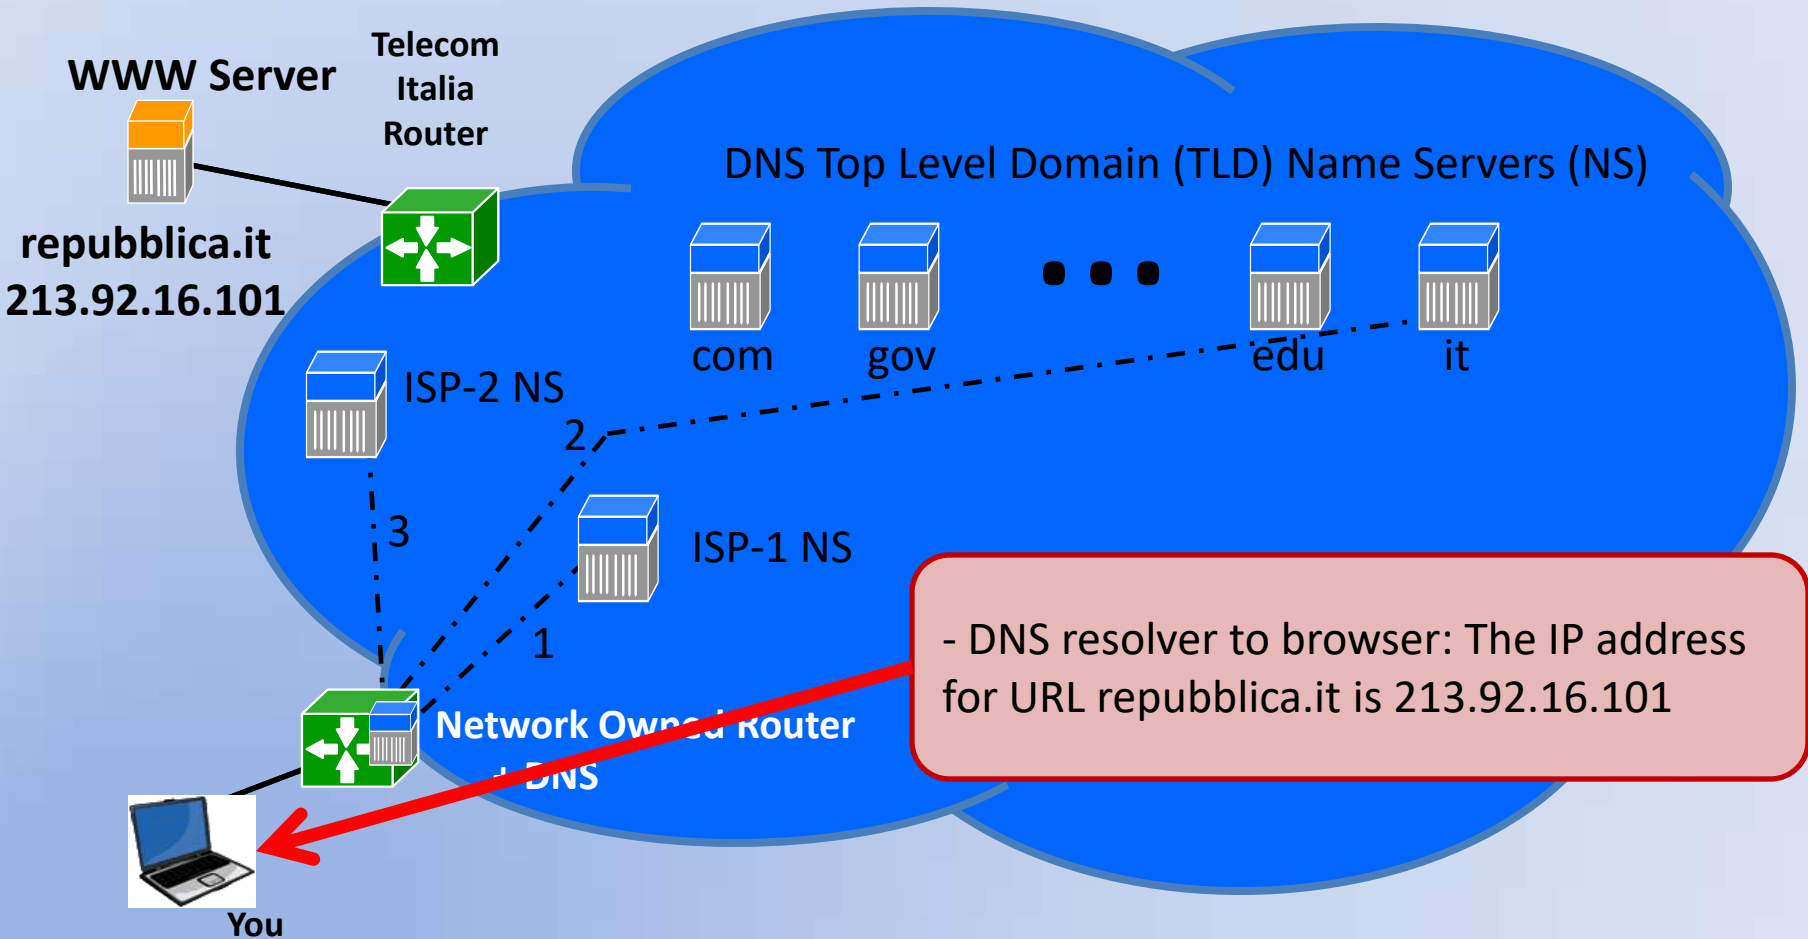 Telecom
Italia
Router
WWW Server
DNS Top Level Domain (TLD) Name Servers (NS)
repubblica.it
213.92.16.101
com
gov
edu
it
ISP-2 NS
2
3
ISP-1 NS
1
- DNS resolver to browser: The IP address
for URL repubblica.it is 213.92.16.101
Network Owned Router
+ DNS
You